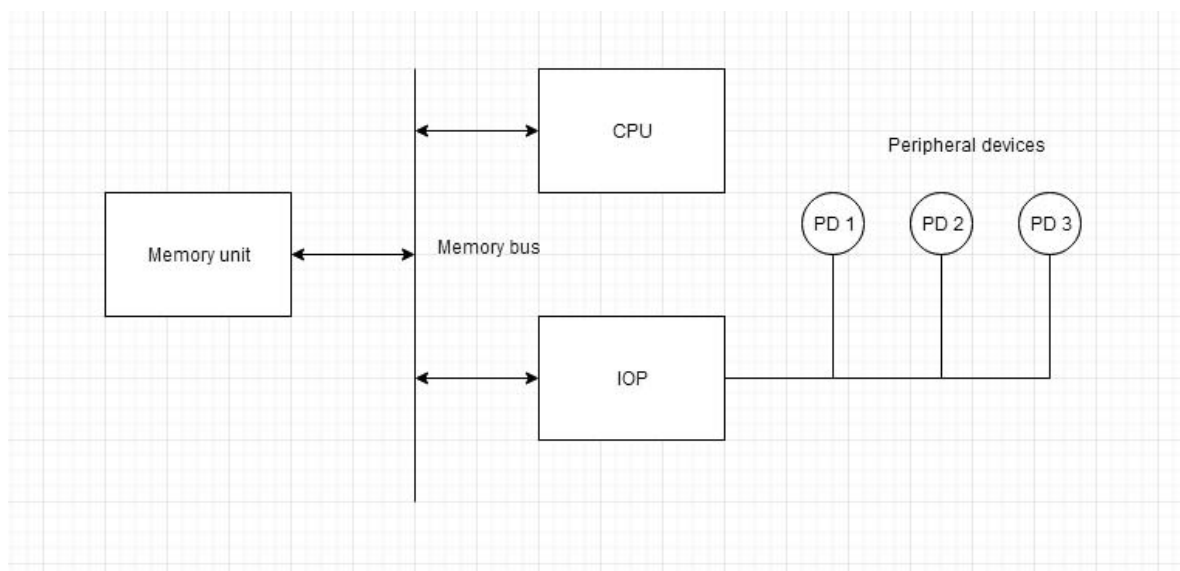 CPU
Peripheral devices
PD 1
PD 2
PD 3
Memory unit
Memory bus
IOP